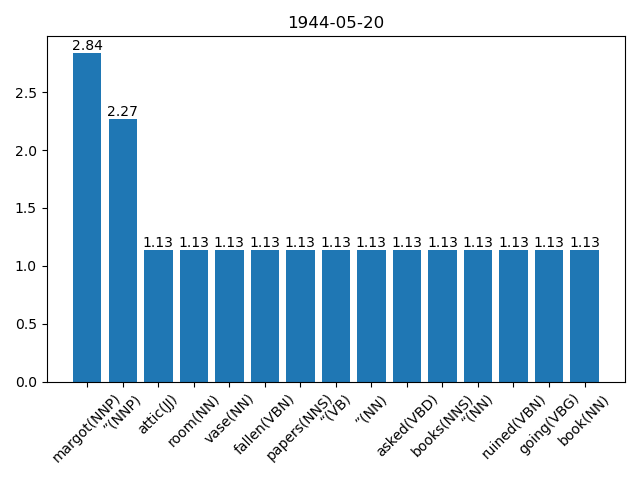 1944-05-20
2.84
2.27
1.13 1.13 1.13 1.13 1.13 1.13 1.13 1.13 1.13 1.13 1.13 1.13 1.13
2.5
2.0
1.5
1.0
0.5
0.0
margot(NNP)
“(NNP)
attic(JJ)
room(NN)
vase(NN)
fallen(VBN)
papers(NNS)
“(VB)
”(NN)
asked(VBD)
books(NNS)
“(NN)
ruined(VBN)
going(VBG)
book(NN)